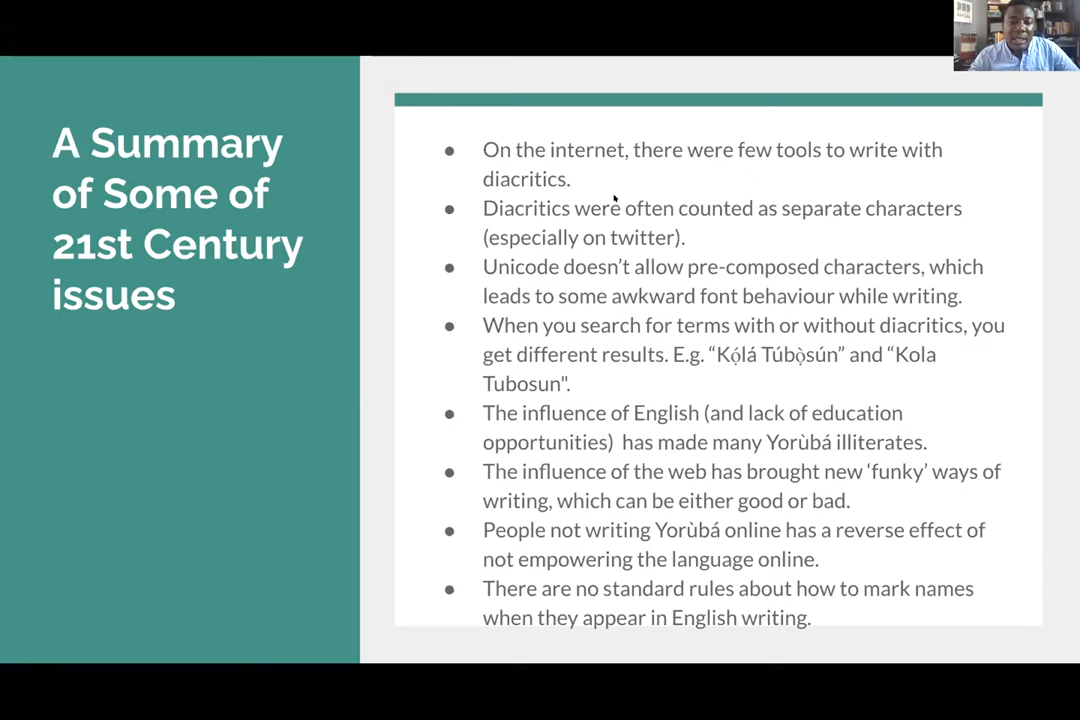 A Summary
of Some of
21st Century
issues
● On the internet, there were few tools to write with
diacritics.
● Diacritics were often counted as separate characters
(especially on twitter).
● Unicode doesn’t allow pre-composed characters, which
leads to some awkward font behaviour while writing.
● When you search for terms with or without diacritics, you
get different results. E.g. “Kọ́lá Túbọ̀sún” and “Kola
Tubosun".
● The influence of English (and lack of education
opportunities) has made many Yorùbá illiterates.
● The influence of the web has brought new ‘funky’ ways of
writing, which can be either good or bad.
● People not writing Yorùbá online has a reverse effect of
not empowering the language online.
● There are no standard rules about how to mark names
when they appear in English writing.